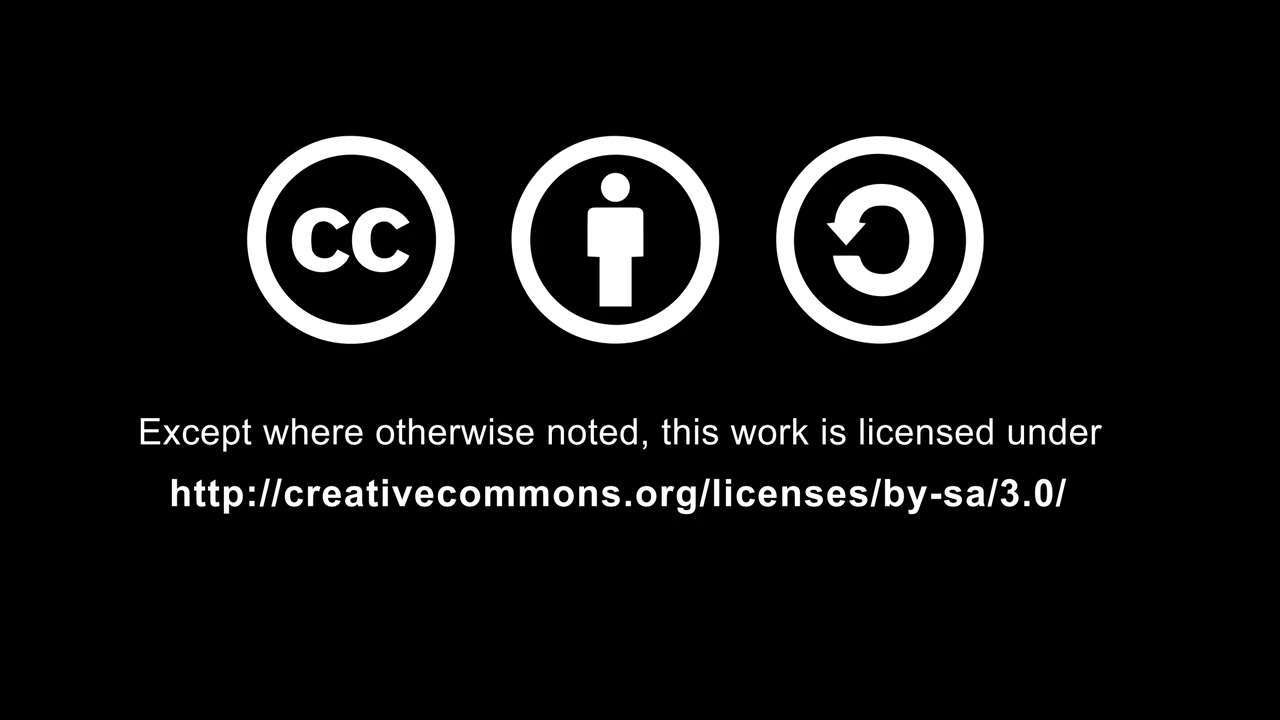 cc
Except where otherwise noted, this work is licensed under
http://creativecommons.org/licenses/by-sa/3.0/